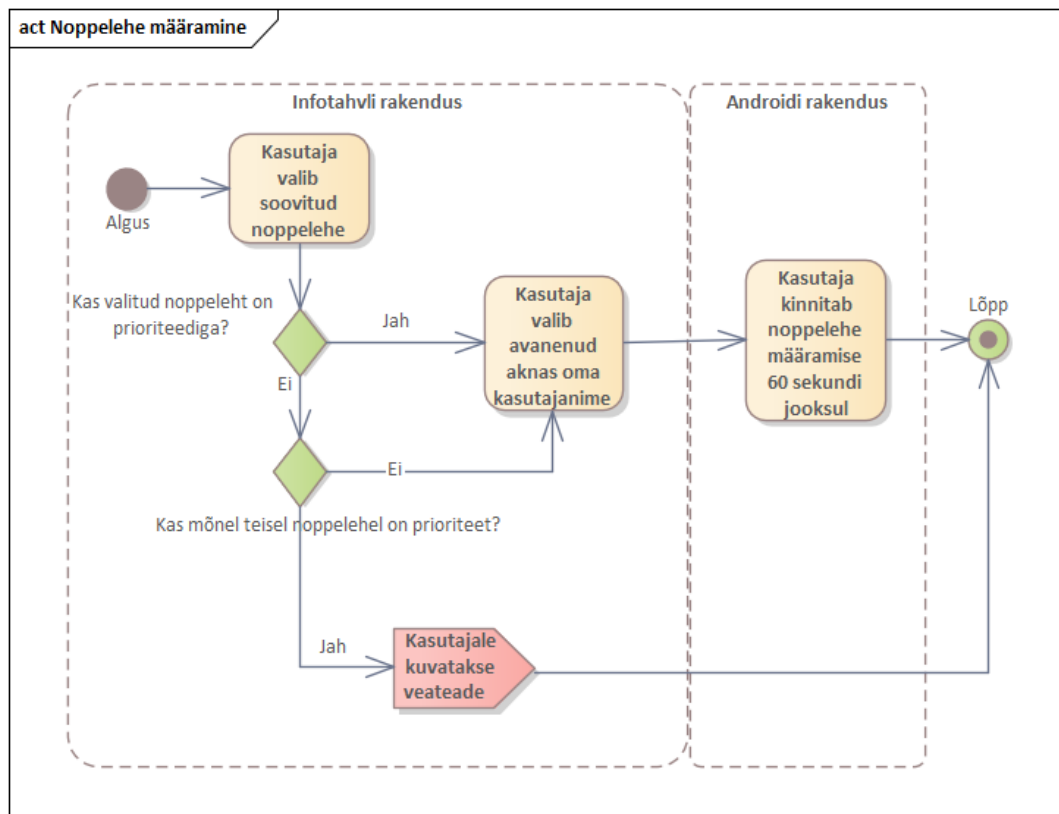 act Noppelehe määramine
Infotahvli rakendus
Androidi rakendus
Kasutaja
valib
soovitud
noppelehe
Algus
Kas valitud noppeleht on
prioriteediga?
Jah
Ei
Kasutaja
valib
avanenud
aknas oma
kasutajanime
Kasutaja
kinnitab
noppelehe
määramise
60 sekundi
jooksul
Lõpp
Ei
Kas mõnel teisel noppelehel on prioriteet?
Jah
Kasutajale
kuvatakse
veateade